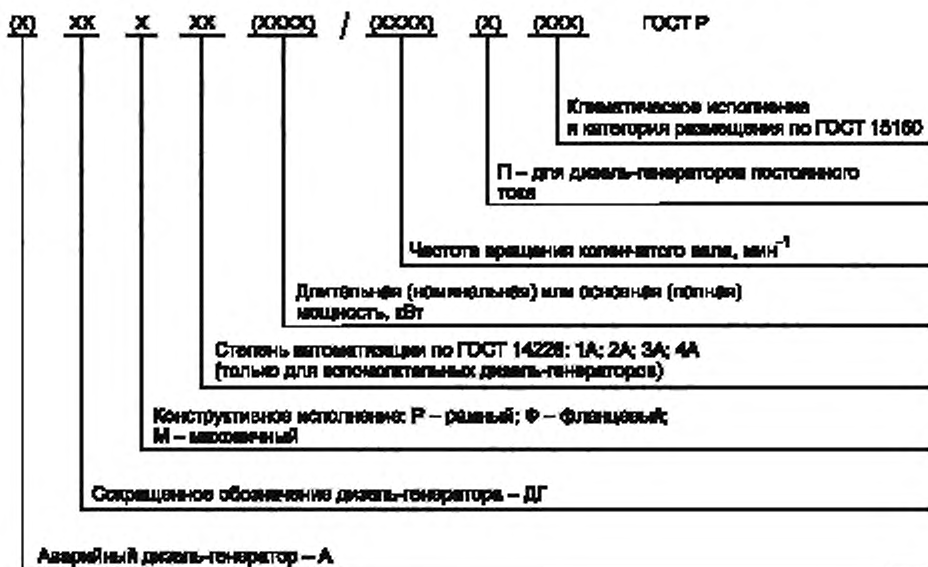 (X) XX X XX (XXXX) / (XXXX) (X) (XXX) ГОСТ Р
Климатическое исполнение
и категория размещения по ГОСТ 15150
П – для дизель-генераторов постоянного
тока
Частота вращения коленчатого вала, мин⁻¹
Длительная (номинальная) или основная (полная)
мощность, кВт
Степень автоматизации по ГОСТ 14228: 1А; 2А; 3А; 4А
(только для вспомогательных дизель-генераторов)
Конструктивное исполнение: Р – рамный; Ф – фланцевый;
М – маховичный
Сокращенное обозначение дизель-генератора – ДГ
Аварийный дизель-генератор – А